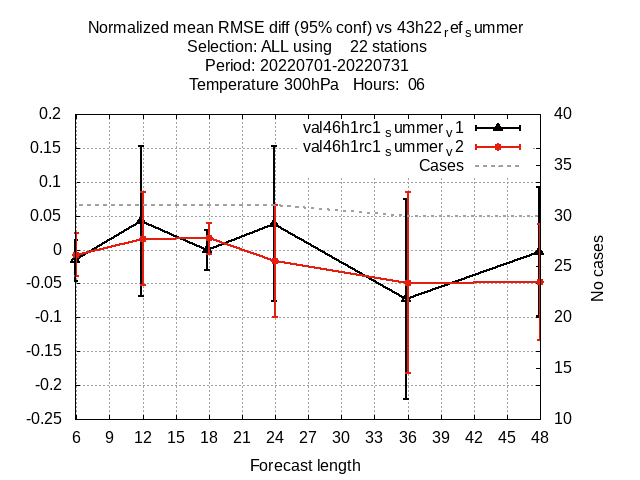 Normalized mean RMSE diff (95% conf) vs 43h22ᵣefₛummer
Selection: ALL using    22 stations
Period: 20220701-20220731
Temperature 300hPa   Hours:  06
val46h1rc1ₛummerᵥ1
val46h1rc1ₛummerᵥ2
Cases
0.2
0.15
0.1
0.05
0
-0.05
-0.1
-0.15
-0.2
-0.25
40
35
30
25
20
15
10
No cases
6 9 12 15 18 21 24 27 30 33 36 39 42 45 48
Forecast length